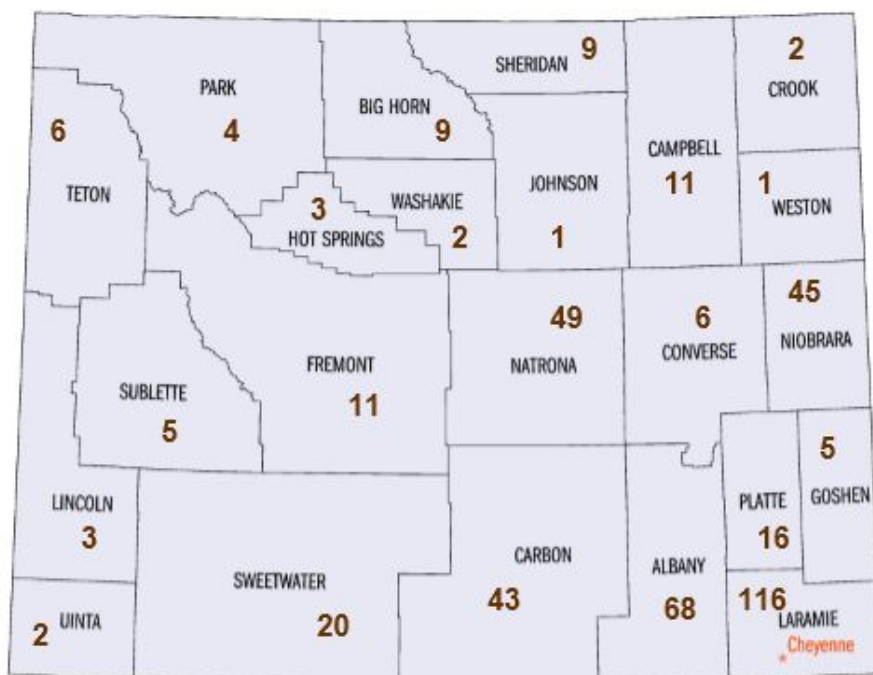 SHERIDAN 9
2
CROOK
PARK
4
BIG HORN
9
6
TETON
CAMPBELL
11
JOHNSON
1
1
WESTON
3
HOT SPRINGS
WASHAKIE
2
49
NATRONA
6
CONVERSE
45
NIOBRARA
FREMONT
11
SUBLETTE
5
5
GOSHEN
PLATTE
16
LINCOLN
3
SWEETWATER
20
CARBON
43
ALBANY
68
116
LARAMIE
* Cheyenne
2 UINTA